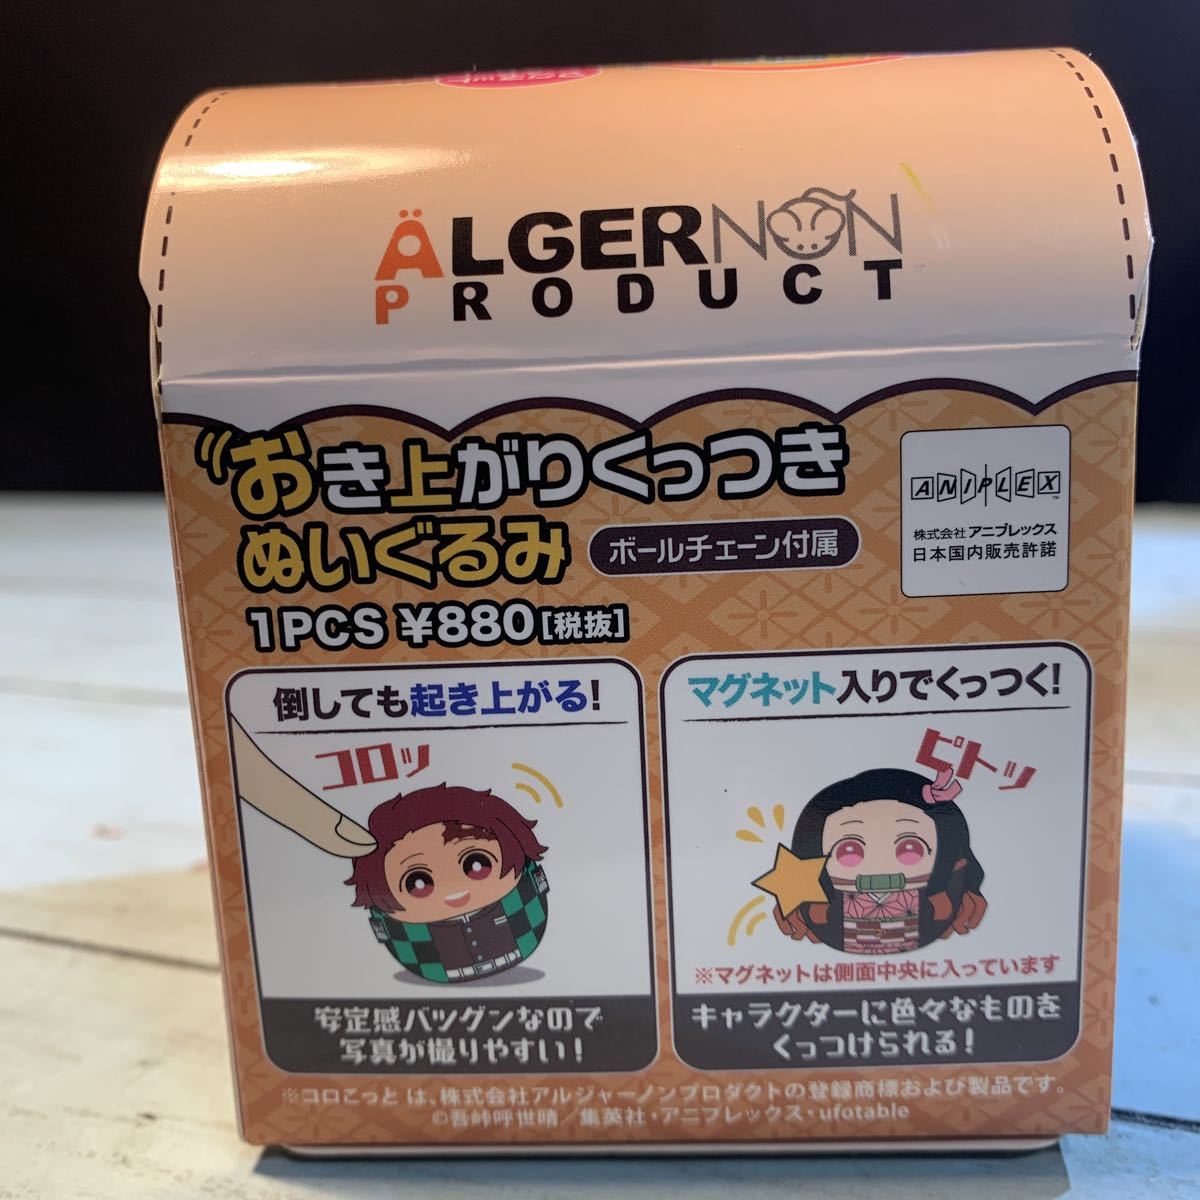 ÄLGERNON
PRODUCT
おき上がりくっつき
ぬいぐるみ
ボールチェーン付属
1PCS ¥880[税抜]
ANIPLEX™
株式会社アニプレックス
日本国内販売許諾
倒しても起き上がる!
コロッ
安定感バツグンなので
写真が撮りやすい!
マグネット入りでくっつく!
ピトッ
※マグネットは側面中央に入っています
キャラクターに色々なものを
くっつけられる!
※コロこっと は、株式会社アルジャーノンプロダクトの登録商標および製品です。
©吾峠呼世晴/集英社・アニプレックス・ufotable